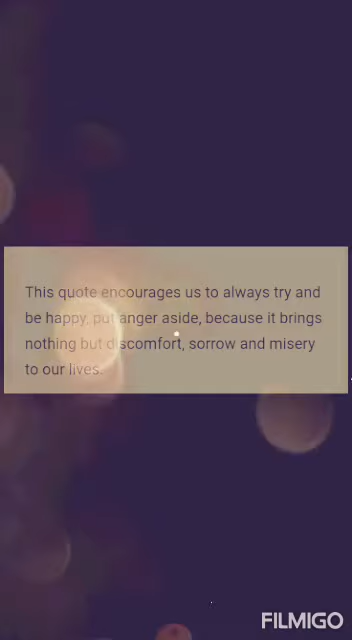 This quote encourages us to always try and
be happy, put anger aside, because it brings
nothing but discomfort, sorrow and misery
to our lives.
FILMIGO